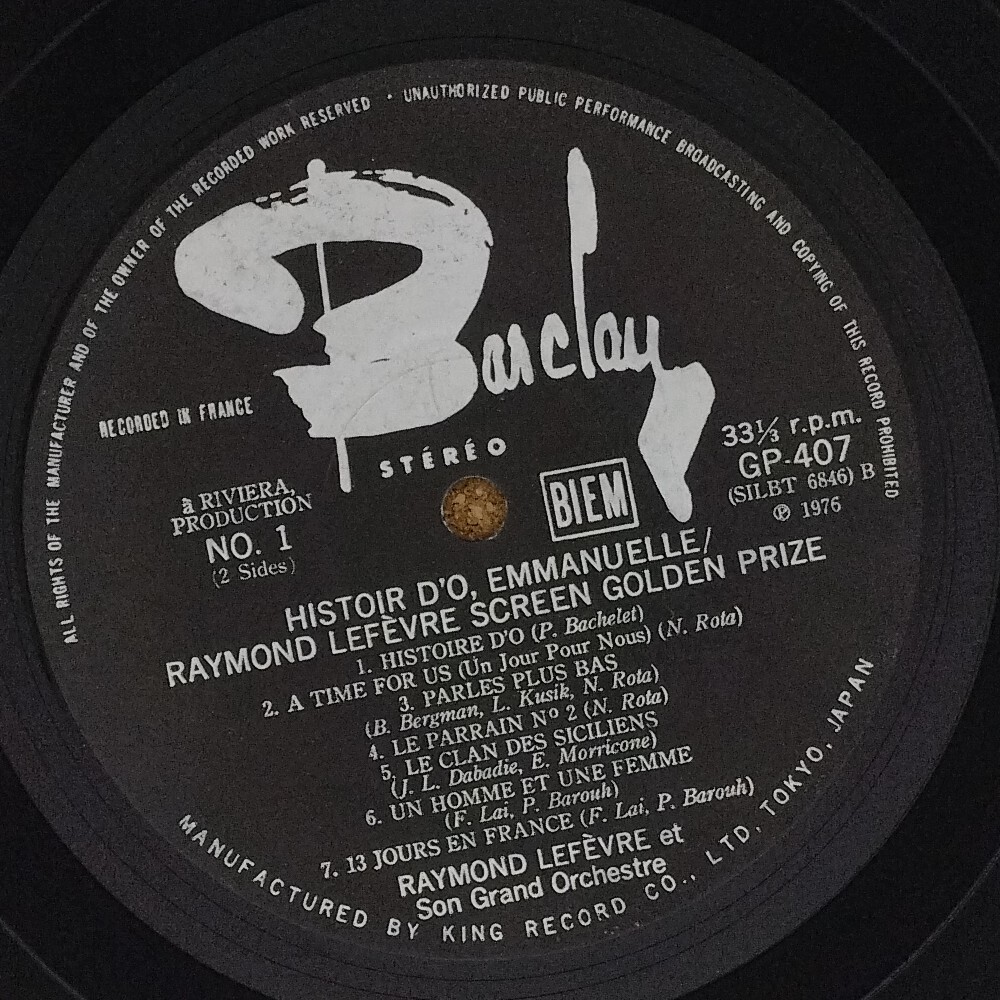 ALL RIGHTS OF THE MANUFACTURER AND OF THE OWNER OF THE RECORDED WORK RESERVED · UNAUTHORIZED PUBLIC PERFORMANCE BROADCASTING AND COPYING OF THIS RECORD PROHIBITED
Barclay
RECORDED IN FRANCE
STÉRÉO
BIEM
33⅓ r.p.m.
GP-407
(SILBT 6846) B
Ⓟ 1976
à RIVIERA,
PRODUCTION
NO. 1
(2 Sides)
HISTOIR D'O, EMMANUELLE/
RAYMOND LEFÈVRE SCREEN GOLDEN PRIZE
1. HISTOIRE D'O (P. Bachelet)
2. A TIME FOR US (Un Jour Pour Nous) (N. Rota)
3. PARLES PLUS BAS
(B. Bergman, L. Kusik, N. Rota)
4. LE PARRAIN Nº 2 (N. Rota)
5. LE CLAN DES SICILIENS
(J. L. Dabadie, E. Morricone)
6. UN HOMME ET UNE FEMME
(F. Lai, P. Barouh)
7. 13 JOURS EN FRANCE (F. Lai, P. Barouh)
RAYMOND LEFÈVRE et
Son Grand Orchestre
MANUFACTURED BY KING RECORD CO., LTD, TOKYO, JAPAN